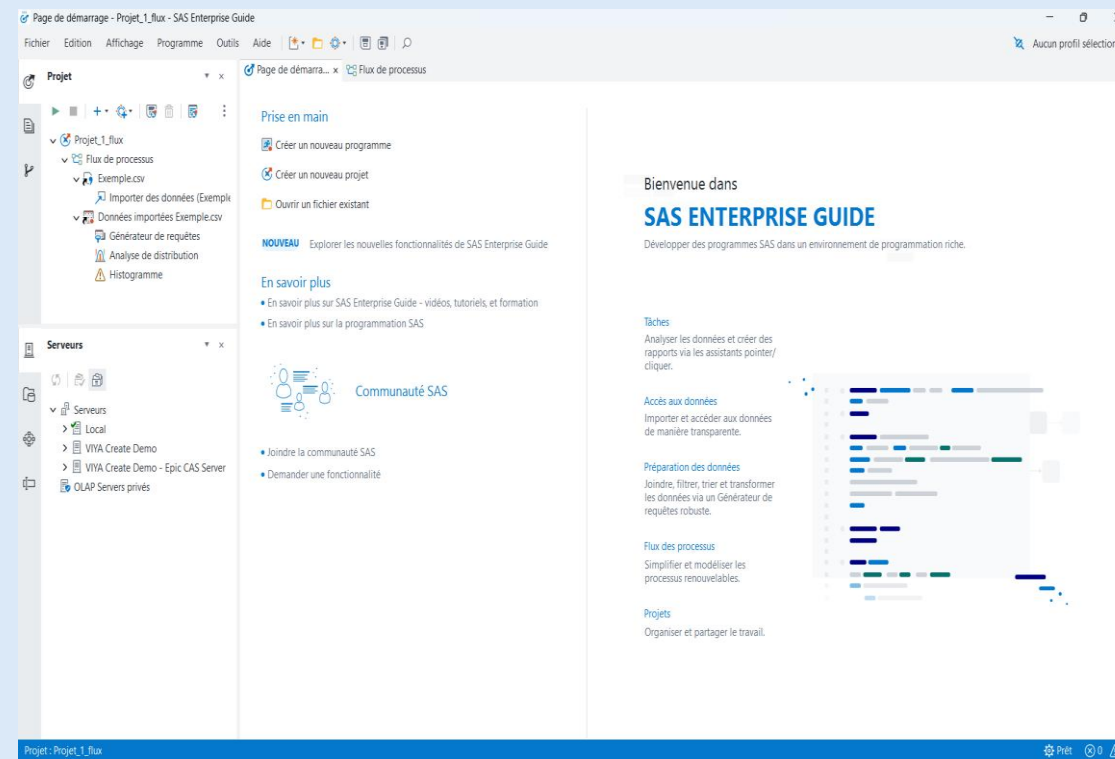 Page de démarrage - Projet_1_flux - SAS Enterprise Guide
Fichier Edition Affichage Programme Outils Aide
Aucun profil sélection
Projet
Projet_1_flux
Flux de processus
Exemple.csv
Importer des données (Exemple
Données importées Exemple.csv
Générateur de requêtes
Analyse de distribution
Histogramme
Serveurs
Serveurs
Local
VIYA Create Demo
VIYA Create Demo - Epic CAS Server
OLAP Servers privés
Page de démarra... x Flux de processus
Prise en main
Créer un nouveau programme
Créer un nouveau projet
Ouvrir un fichier existant
NOUVEAU Explorer les nouvelles fonctionnalités de SAS Enterprise Guide
En savoir plus
• En savoir plus sur SAS Enterprise Guide - vidéos, tutoriels, et formation
• En savoir plus sur la programmation SAS
Communauté SAS
• Joindre la communauté SAS
• Demander une fonctionnalité
Bienvenue dans
SAS ENTERPRISE GUIDE
Développer des programmes SAS dans un environnement de programmation riche.
Tâches
Analyser les données et créer des
rapports via les assistants pointer/
cliquer.
Accès aux données
Importer et accéder aux données
de manière transparente.
Préparation des données
Joindre, filtrer, trier et transformer
les données via un Générateur de
requêtes robuste.
Flux des processus
Simplifier et modéliser les
processus renouvelables.
Projets
Organiser et partager le travail.
Projet : Projet_1_flux
Prêt 0